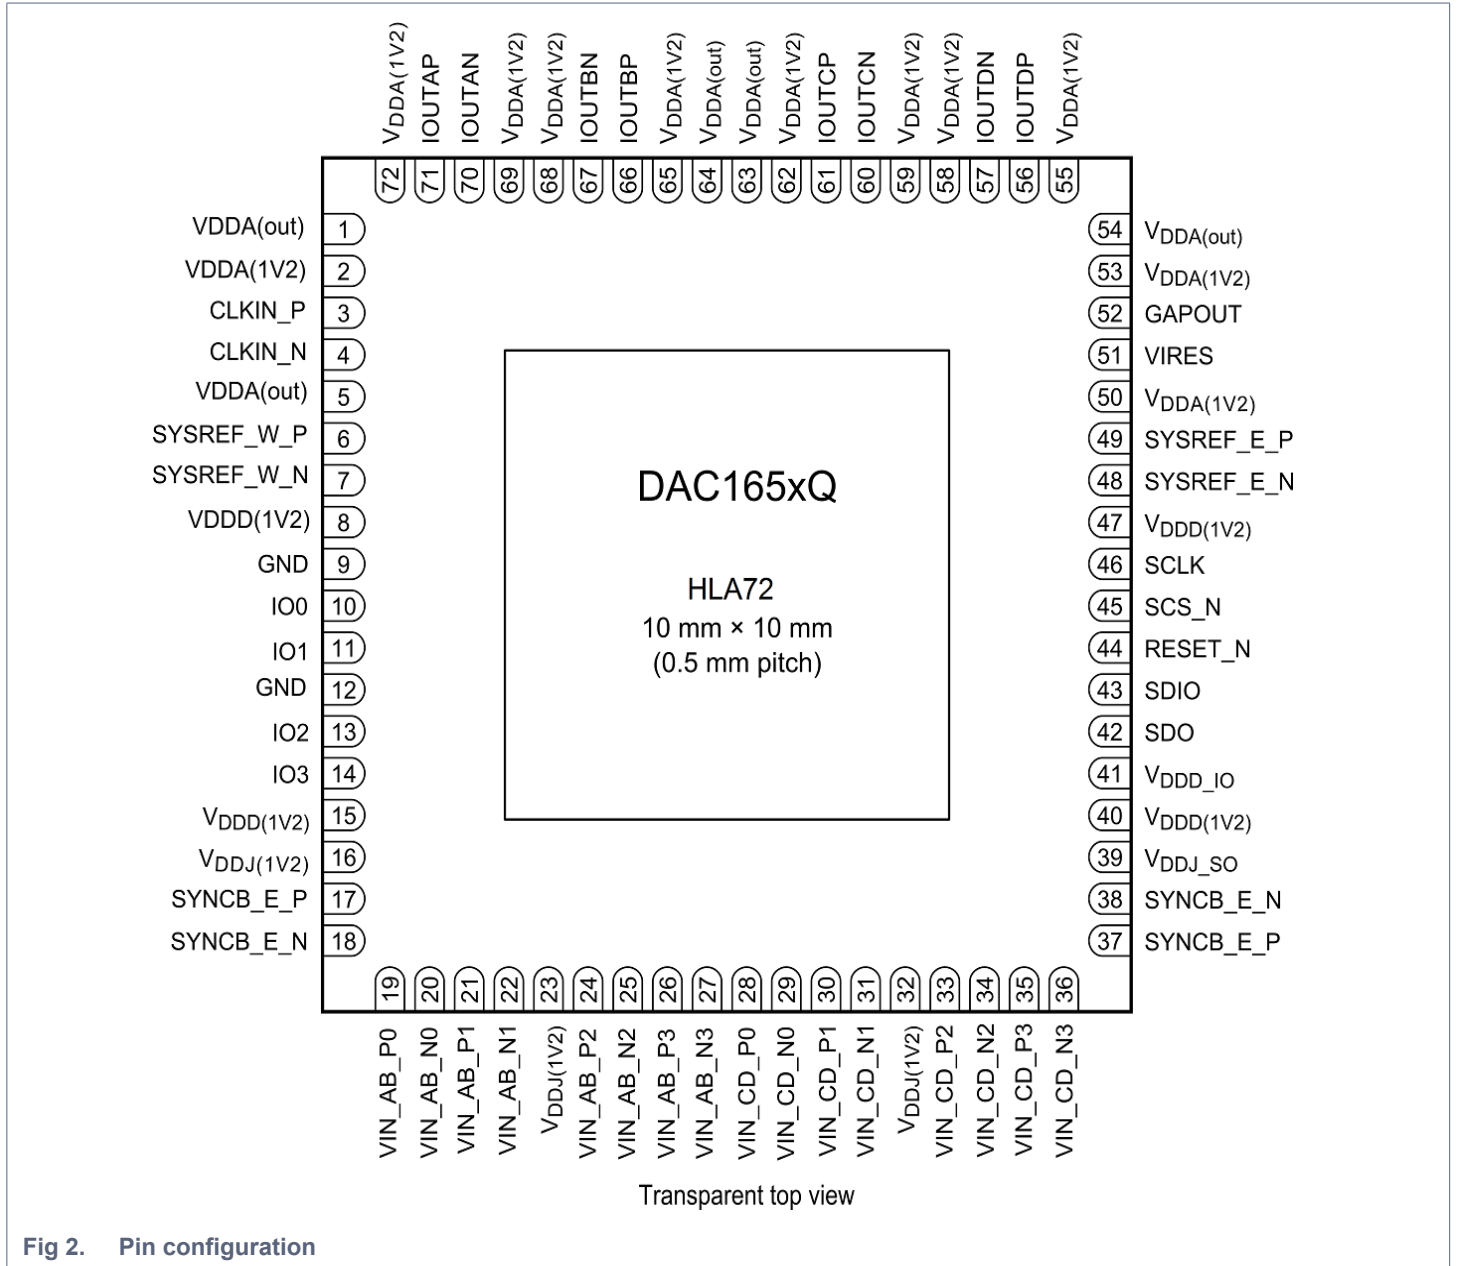 VDDA(1V2)
IOUTAP
IOUTAN
VDDA(1V2)
VDDA(1V2)
IOUTBN
IOUTBP
VDDA(1V2)
VDDA(out)
VDDA(out)
VDDA(1V2)
IOUTCP
IOUTCN
VDDA(1V2)
VDDA(1V2)
IOUTDN
IOUTDP
VDDA(1V2)
72 71 70 69 68 67 66 65 64 63 62 61 60 59 58 57 56 55
VDDA(out) 1 54 VDDA(out)
VDDA(1V2) 2 53 VDDA(1V2)
CLKIN_P 3 52 GAPOUT
CLKIN_N 4 51 VIRES
VDDA(out) 5 50 VDDA(1V2)
SYSREF_W_P 6 49 SYSREF_E_P
SYSREF_W_N 7 48 SYSREF_E_N
VDDD(1V2) 8 47 VDDD(1V2)
GND 9 46 SCLK
IO0 10 45 SCS_N
IO1 11 44 RESET_N
GND 12 43 SDIO
IO2 13 42 SDO
IO3 14 41 VDDD_IO
VDDD(1V2) 15 40 VDDD(1V2)
VDDJ(1V2) 16 39 VDDJ_SO
SYNCB_E_P 17 38 SYNCB_E_N
SYNCB_E_N 18 37 SYNCB_E_P
DAC165xQ
HLA72
10 mm × 10 mm
(0.5 mm pitch)
19 20 21 22 23 24 25 26 27 28 29 30 31 32 33 34 35 36
VIN_AB_P0
VIN_AB_N0
VIN_AB_P1
VIN_AB_N1
VDDJ(1V2)
VIN_AB_P2
VIN_AB_N2
VIN_AB_P3
VIN_AB_N3
VIN_CD_P0
VIN_CD_N0
VIN_CD_P1
VIN_CD_N1
VDDJ(1V2)
VIN_CD_P2
VIN_CD_N2
VIN_CD_P3
VIN_CD_N3
Transparent top view
Fig 2. Pin configuration